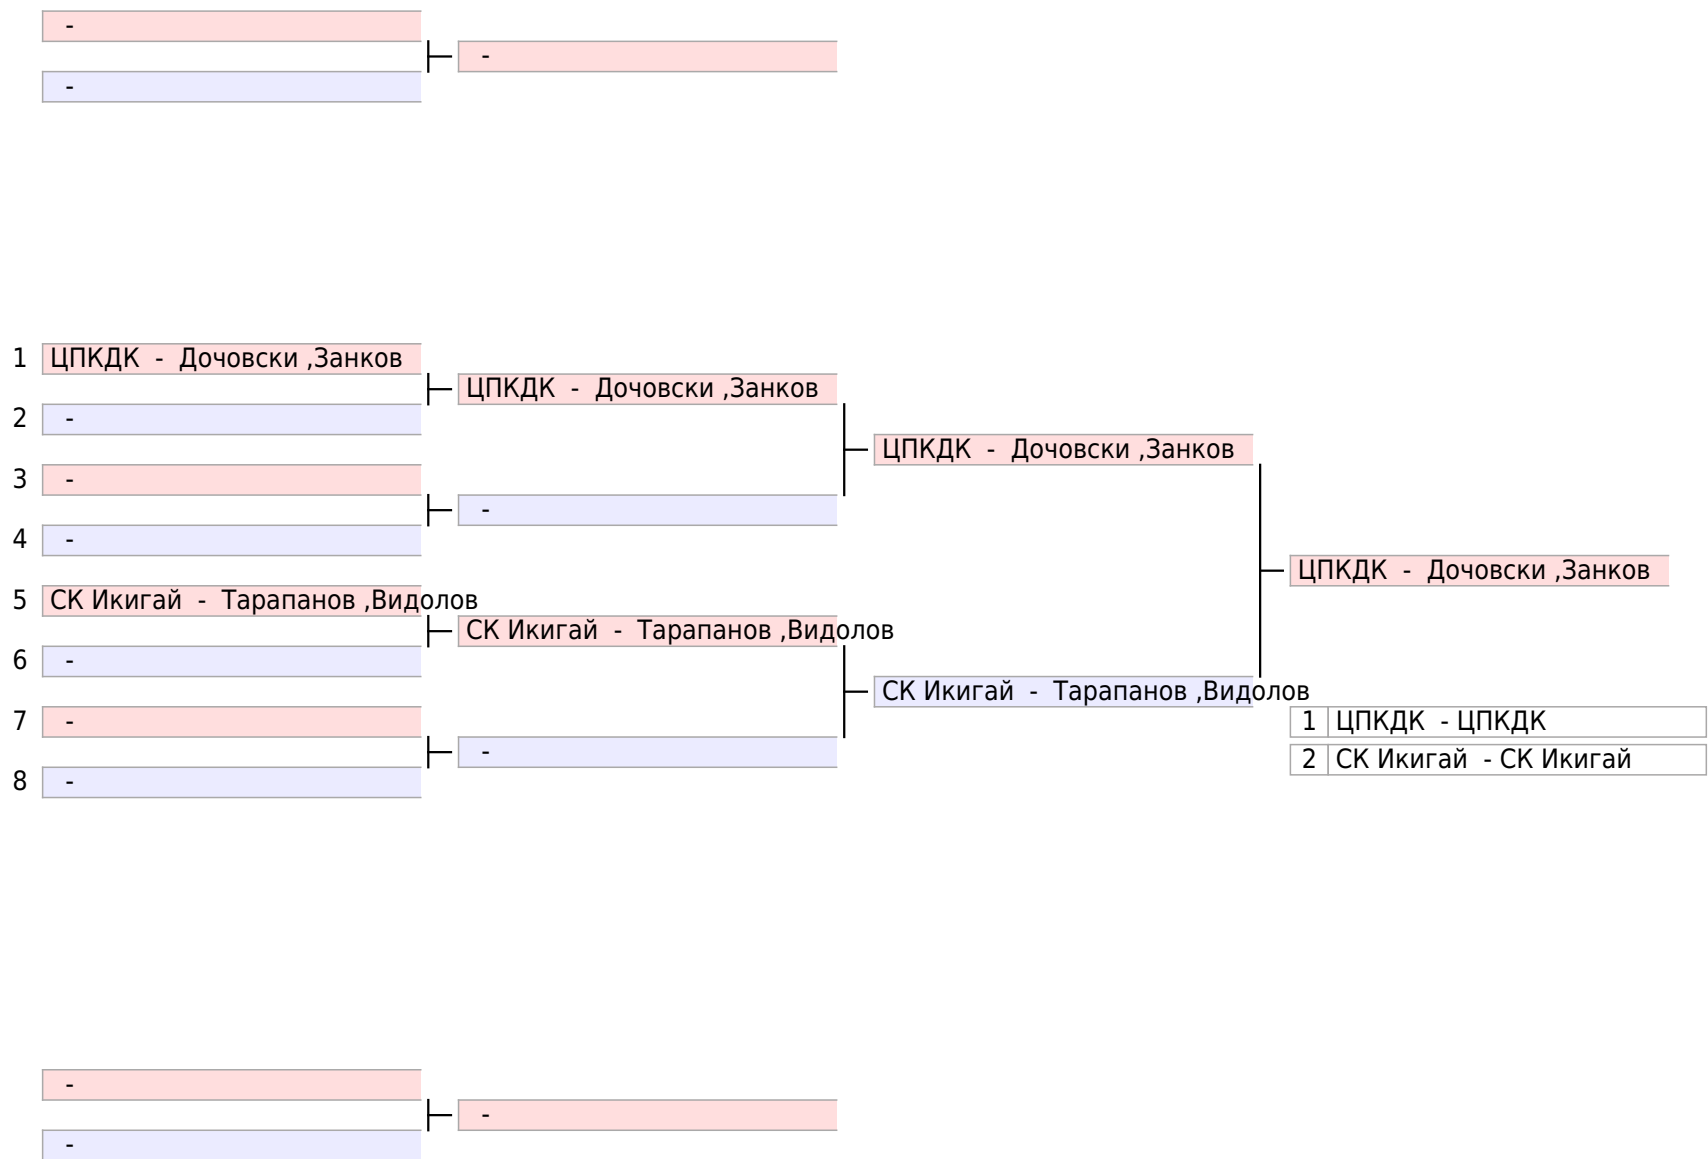 -
-
-
1 ЦПКДК - Дочовски ,Занков
ЦПКДК - Дочовски ,Занков
2 -
ЦПКДК - Дочовски ,Занков
3 -
-
4 -
ЦПКДК - Дочовски ,Занков
5 СК Икигай - Тарапанов ,Видолов
СК Икигай - Тарапанов ,Видолов
6 -
СК Икигай - Тарапанов ,Видолов
7 -
1 ЦПКДК - ЦПКДК
-
2 СК Икигай - СК Икигай
8 -
-
-
-